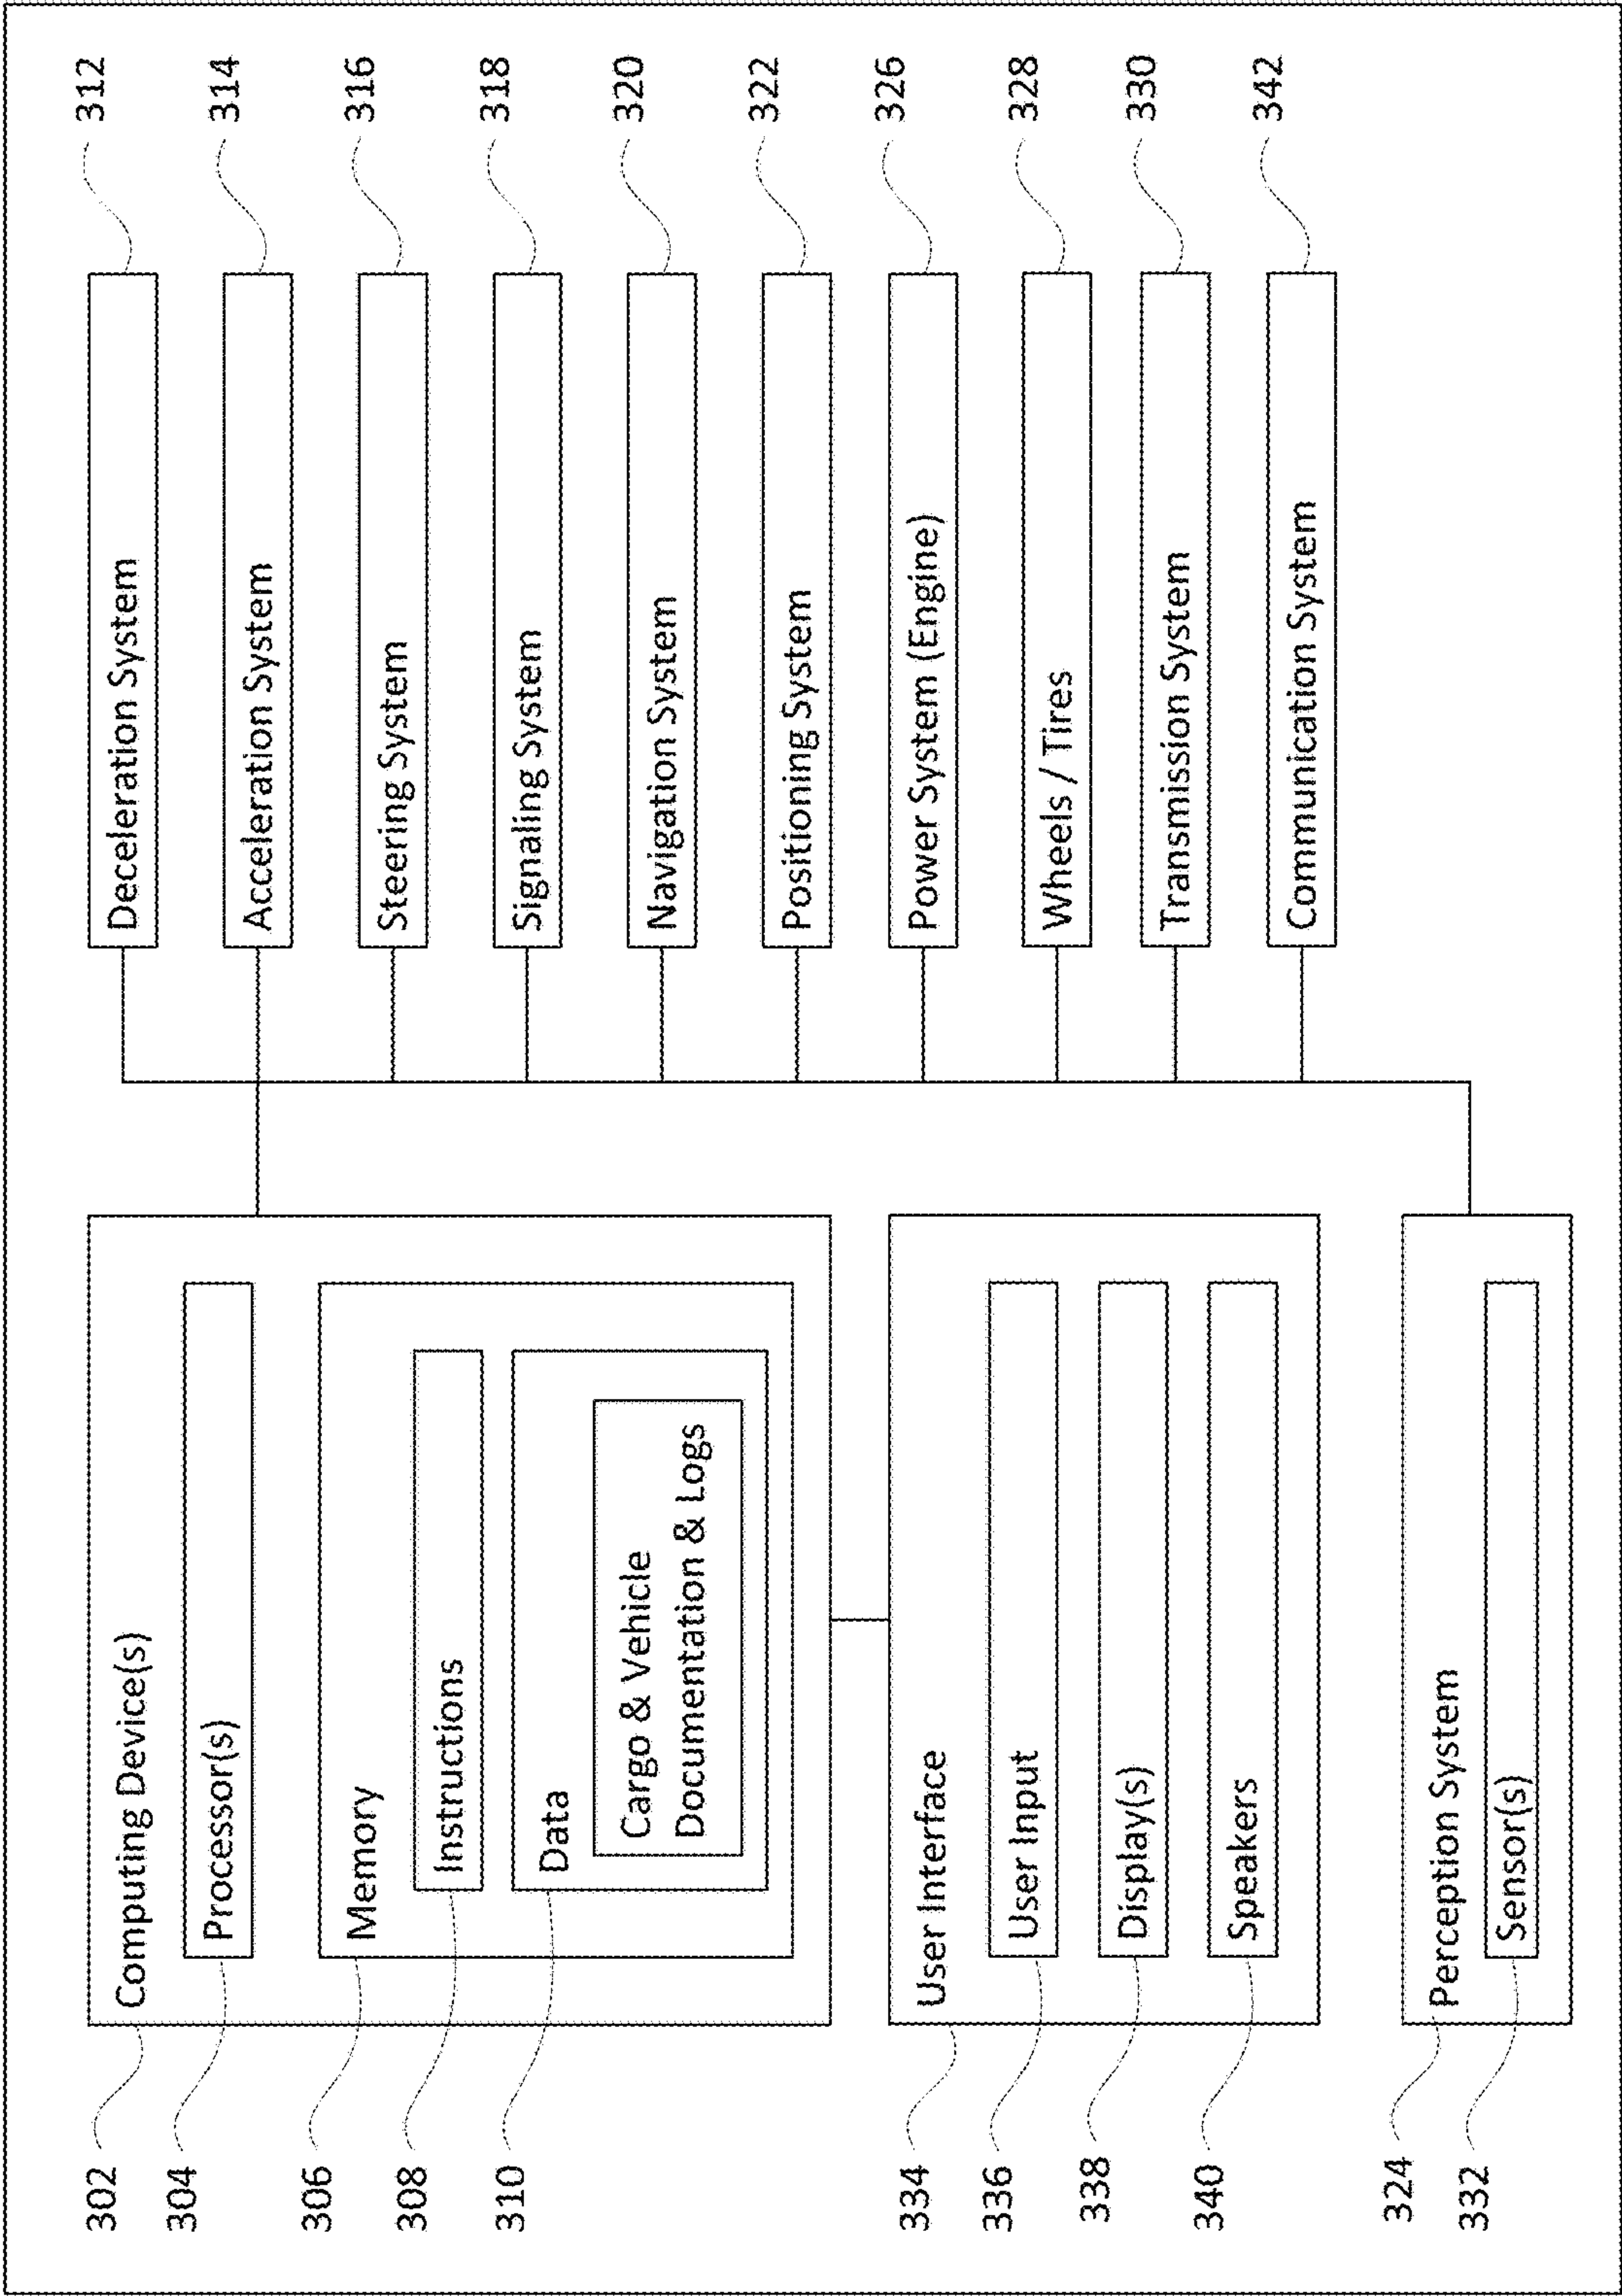 302
Computing Device(s)
304
Processor(s)
306
Memory
308
Instructions
310
Data
Cargo & Vehicle
Documentation & Logs
334
User Interface
336
User Input
338
Display(s)
340
Speakers
324
Perception System
332
Sensor(s)
Deceleration System
312
Acceleration System
314
Steering System
316
Signaling System
318
Navigation System
320
Positioning System
322
Power System (Engine)
326
Wheels / Tires
328
Transmission System
330
Communication System
342